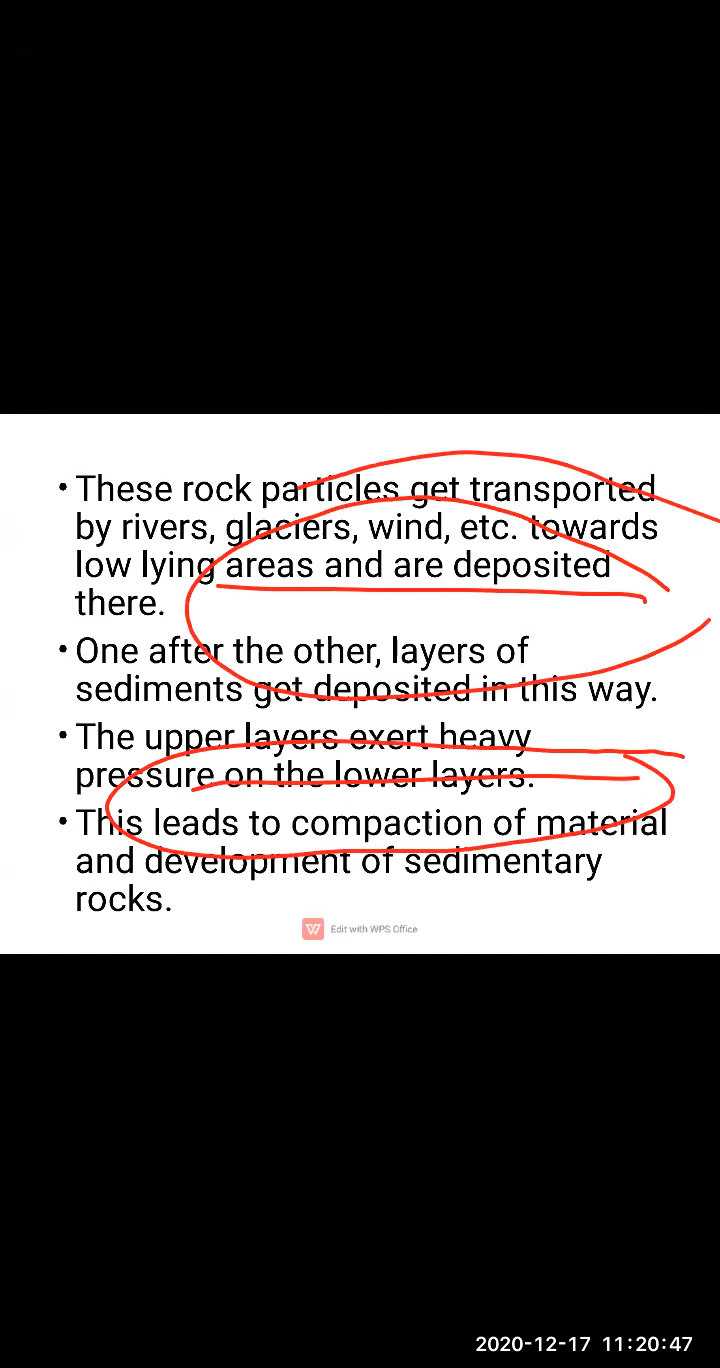 • These rock particles get transported
by rivers, glaciers, wind, etc. towards
low lying areas and are deposited
there.
• One after the other, layers of
sediments get deposited in this way.
• The upper layers exert heavy
pressure on the lower layers.
• This leads to compaction of material
and development of sedimentary
rocks.
W Edit with WPS Office
2020-12-17 11:20:47